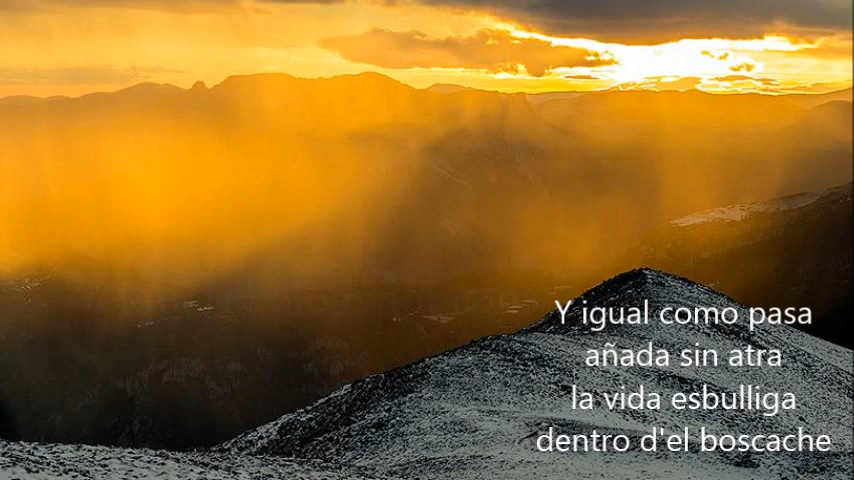 Y igual como pasa
añada sin atra
la vida esbulliga
dentro d'el boscache